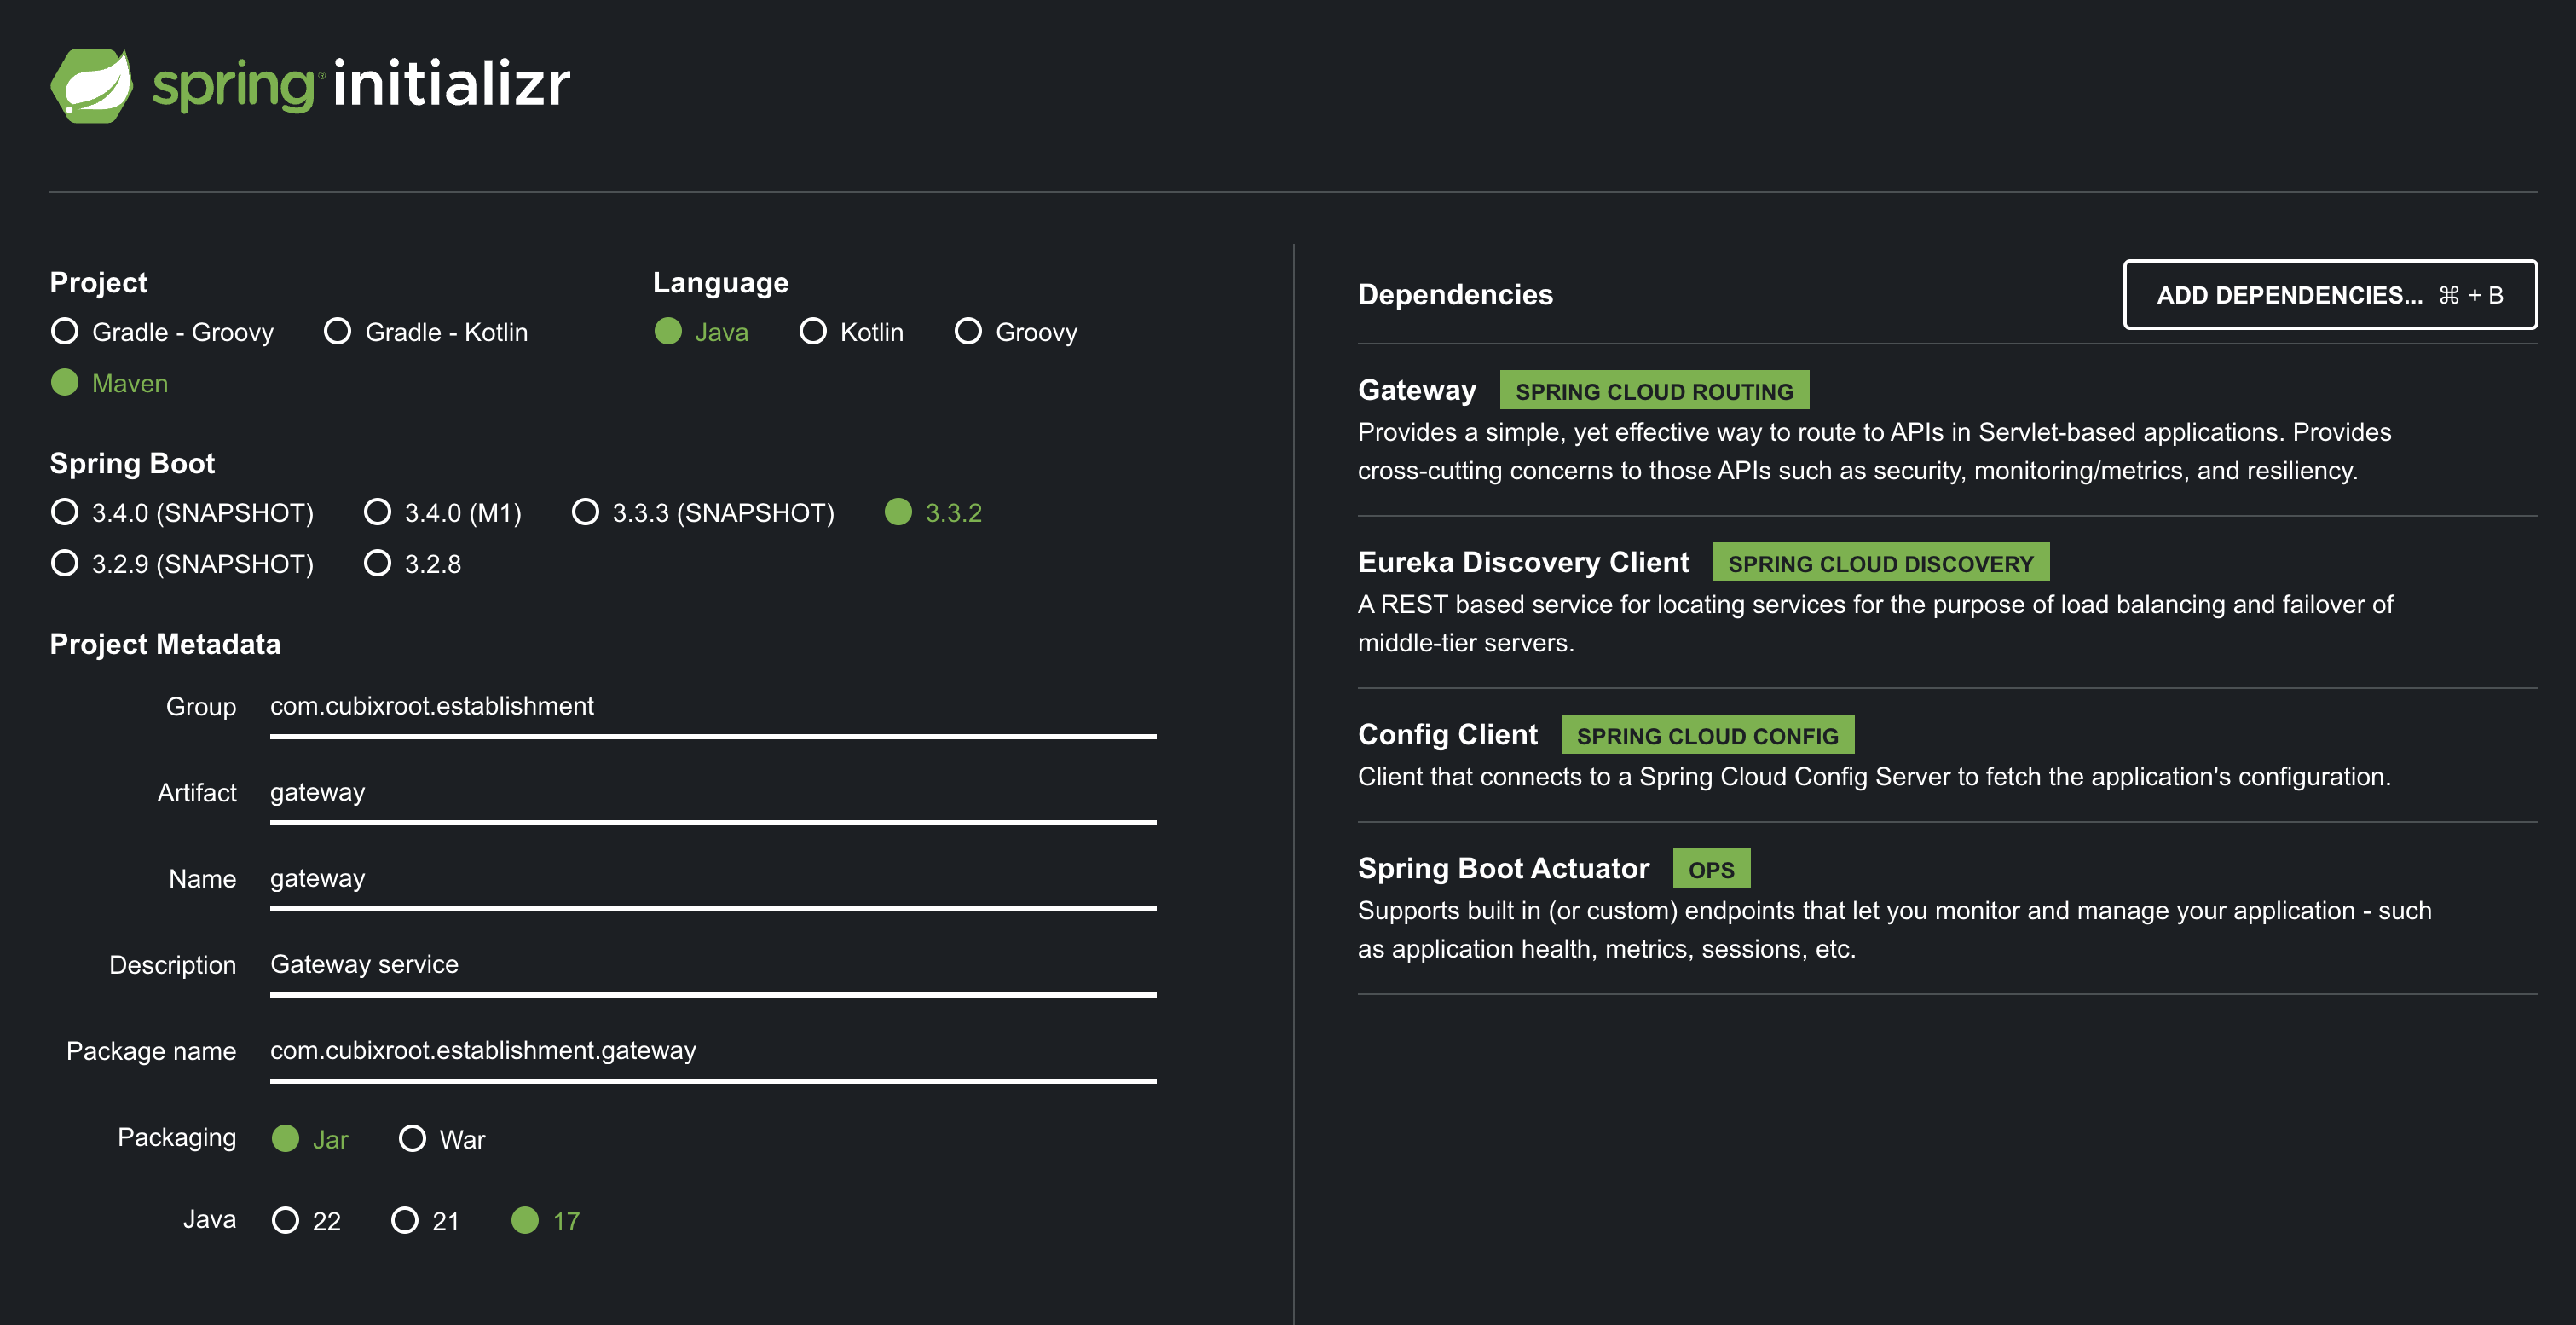 spring initializr
Project
Gradle - Groovy Gradle - Kotlin
Maven
Language
Java Kotlin Groovy
Spring Boot
3.4.0 (SNAPSHOT) 3.4.0 (M1) 3.3.3 (SNAPSHOT) 3.3.2
3.2.9 (SNAPSHOT) 3.2.8
Project Metadata
Group com.cubixroot.establishment
Artifact gateway
Name gateway
Description Gateway service
Package name com.cubixroot.establishment.gateway
Packaging Jar War
Java 22 21 17
Dependencies ADD DEPENDENCIES... ⌘ + B
Gateway SPRING CLOUD ROUTING
Provides a simple, yet effective way to route to APIs in Servlet-based applications. Provides
cross-cutting concerns to those APIs such as security, monitoring/metrics, and resiliency.
Eureka Discovery Client SPRING CLOUD DISCOVERY
A REST based service for locating services for the purpose of load balancing and failover of
middle-tier servers.
Config Client SPRING CLOUD CONFIG
Client that connects to a Spring Cloud Config Server to fetch the application's configuration.
Spring Boot Actuator OPS
Supports built in (or custom) endpoints that let you monitor and manage your application - such
as application health, metrics, sessions, etc.